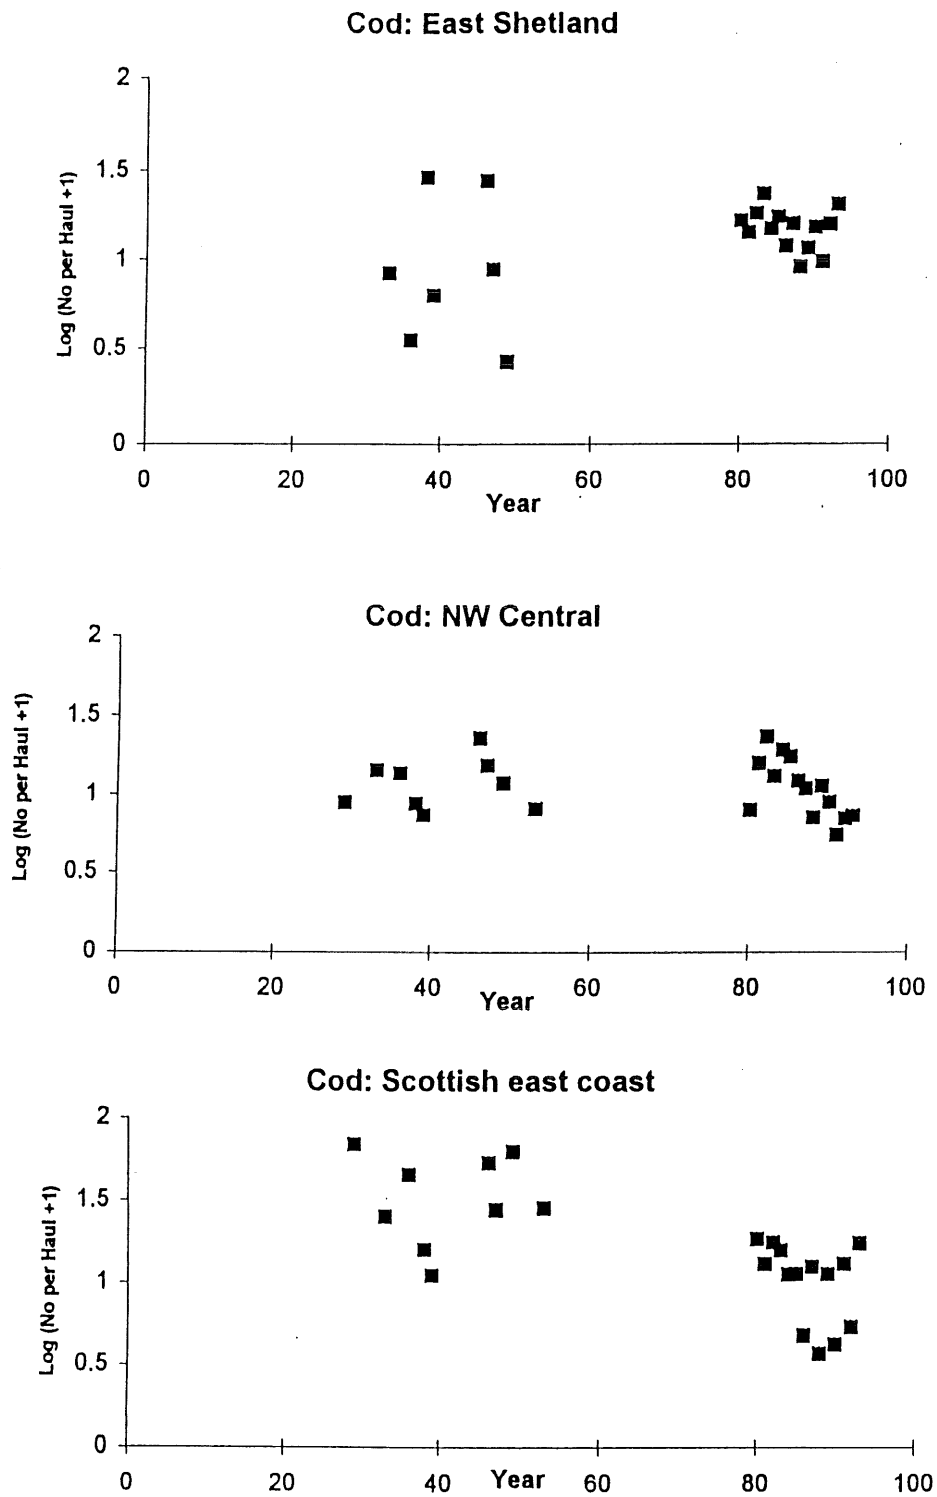 Cod: East Shetland
2
1.5
1
0.5
0
Log (No per Haul +1)
0 20 40 60 80 100
Year
Cod: NW Central
2
1.5
1
0.5
0
Log (No per Haul +1)
0 20 40 60 80 100
Year
Cod: Scottish east coast
2
1.5
1
0.5
0
Log (No per Haul +1)
0 20 40 60 80 100
Year